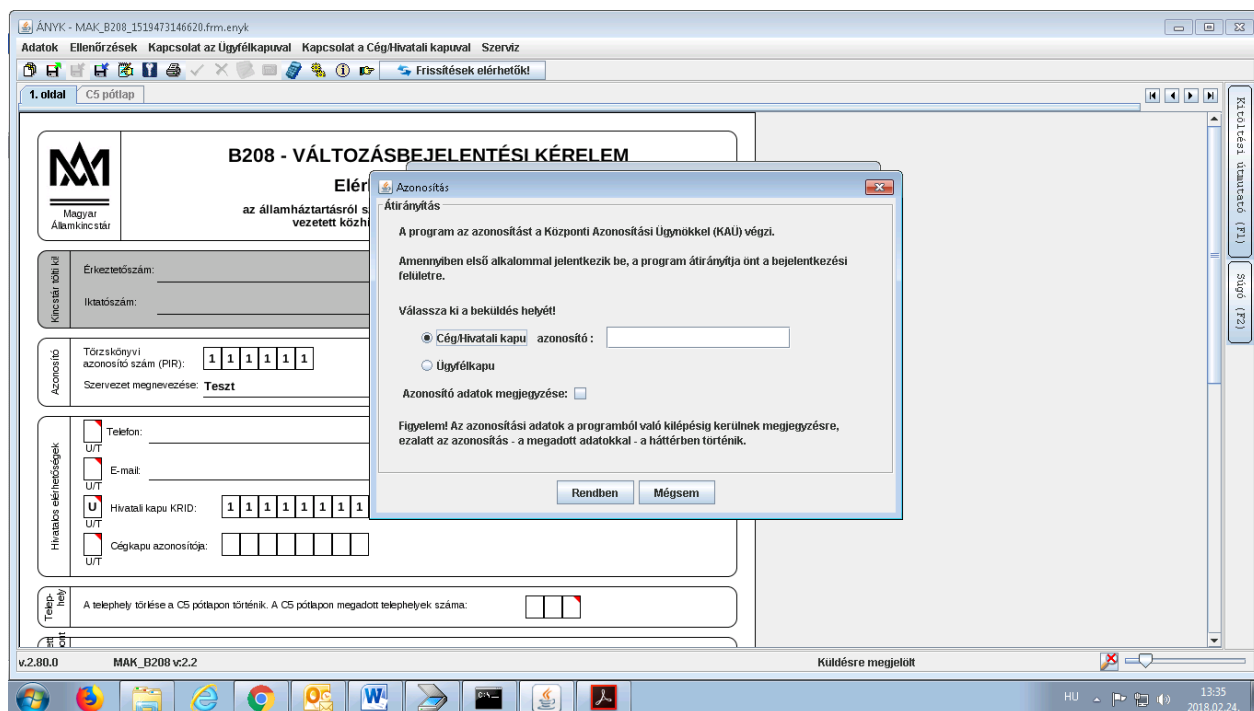 ÁNYK - MAK_B208_1519473146620.frm.enyk
Adatok Ellenőrzések Kapcsolat az Ügyfélkapuval Kapcsolat a Cég/Hivatali kapuval Szerviz
Frissítések elérhetők!
1. oldal C5 pótlap
Kitöltési útmutató (F1)
Súgó (F2)
Magyar
Államkincstár
B208 - VÁLTOZÁSBEJELENTÉSI KÉRELEM
Elér
az államháztartásról s
vezetett közhi
Kincstár tölti ki!
Érkeztetőszám:
Iktatószám:
Azonosító
Törzskönyvi
azonosító szám (PIR): 1 1 1 1 1 1
Szervezet megnevezése: Teszt
Hivatalos elérhetőségek
Telefon:
U/T
E-mail:
U/T
U Hivatali kapu KRID: 1 1 1 1 1 1 1 1
U/T
Cégkapu azonosítója:
U/T
Telep-
hely
A telephely törlése a C5 pótlapon történik. A C5 pótlapon megadott telephelyek száma:
Azonosítás
Átirányítás
A program az azonosítást a Központi Azonosítási Ügynökkel (KAÜ) végzi.
Amennyiben első alkalommal jelentkezik be, a program átirányítja önt a bejelentkezési
felületre.
Válassza ki a beküldés helyét!
Cég/Hivatali kapu azonosító :
Ügyfélkapu
Azonosító adatok megjegyzése:
Figyelem! Az azonosítási adatok a programból való kilépésig kerülnek megjegyzésre,
ezalatt az azonosítás - a megadott adatokkal - a háttérben történik.
Rendben Mégsem
v.2.80.0 MAK_B208 v:2.2 Küldésre megjelölt
HU 13:35
2018.02.24.